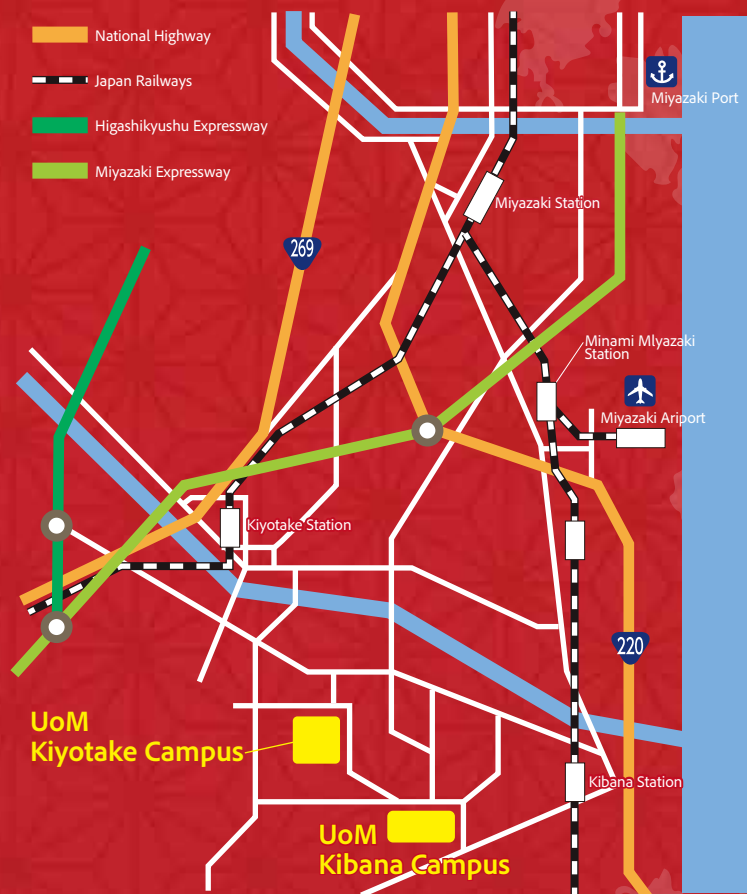 National Highway
Japan Railways
Higashikyushu Expressway
Miyazaki Expressway
Miyazaki Port
Miyazaki Station
269
Minami MIyazaki
Station
Miyazaki Ariport
Kiyotake Station
220
UoM
Kiyotake Campus
Kibana Station
UoM
Kibana Campus